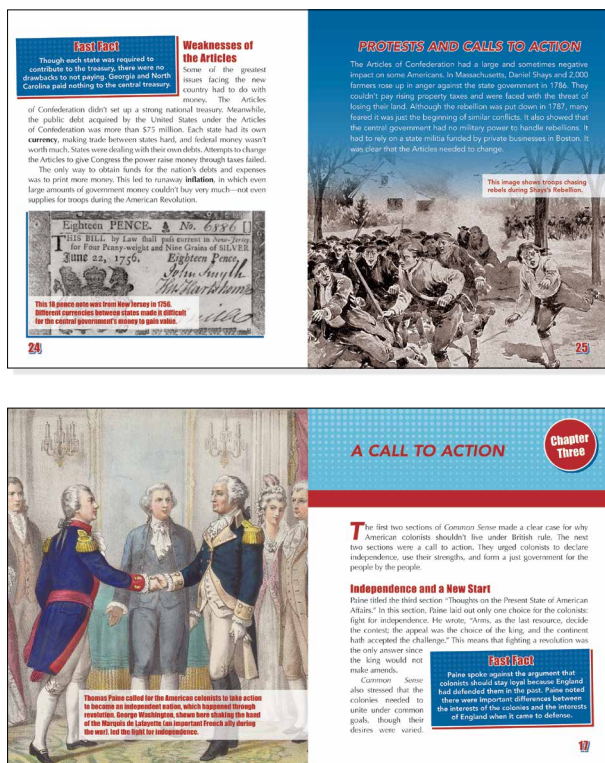 Fast Fact
Though each state was required to
contribute to the treasury, there were no
drawbacks to not paying. Georgia and North
Carolina paid nothing to the central treasury.
Weaknesses of
the Articles
Some of the greatest
issues facing the new
country had to do with
money. The Articles
of Confederation didn't set up a strong national treasury. Meanwhile,
the public debt acquired by the United States under the Articles
of Confederation was more than $75 million. Each state had its own
currency, making trade between states hard, and federal money wasn't
worth much. States were dealing with their own debts. Attempts to change
the Articles to give Congress the power raise money through taxes failed.
The only way to obtain funds for the nation's debts and expenses
was to print more money. This led to runaway inflation, in which even
large amounts of government money couldn't buy very much—not even
supplies for troops during the American Revolution.
Eighteen PENCE. No. 6886
THIS BILL by Law shall pass current in New-Jersey,
for Four Penny-weight and Nine Grains of SILVER
June 22, 1756. Eighteen Pence,
John Smyth
This 18 pence note was from New Jersey in 1756.
Different currencies between states made it difficult
for the central government's money to gain value.
24
PROTESTS AND CALLS TO ACTION
The Articles of Confederation had a large and sometimes negative
impact on some Americans. In Massachusetts, Daniel Shays and 2,000
farmers rose up in anger against the state government in 1786. They
couldn't pay rising property taxes and were faced with the threat of
losing their land. Although the rebellion was put down in 1787, many
feared it was just the beginning of similar conflicts. It also showed that
the central government had no military power to handle rebellions. It
had to rely on a state militia funded by private businesses in Boston. It
was clear that the Articles needed to change.
This image shows troops chasing
rebels during Shays's Rebellion.
25
Thomas Paine called for the American colonists to take action
to become an independent nation, which happened through
revolution. George Washington, shown here shaking the hand
of the Marquis de Lafayette (an important French ally during
the war), led the fight for independence.
A CALL TO ACTION
Chapter
Three
The first two sections of Common Sense made a clear case for why
American colonists shouldn't live under British rule. The next
two sections were a call to action. They urged colonists to declare
independence, use their strengths, and form a just government for the
people by the people.
Independence and a New Start
Paine titled the third section "Thoughts on the Present State of American
Affairs." In this section, Paine laid out only one choice for the colonists:
fight for independence. He wrote, "Arms, as the last resource, decide
the contest; the appeal was the choice of the king, and the continent
hath accepted the challenge." This means that fighting a revolution was
the only answer since
the king would not
make amends.
Common Sense
also stressed that the
colonies needed to
unite under common
goals, though their
desires were varied.
Fast Fact
Paine spoke against the argument that
colonists should stay loyal because England
had defended them in the past. Paine noted
there were important differences between
the interests of the colonies and the interests
of England when it came to defense.
17